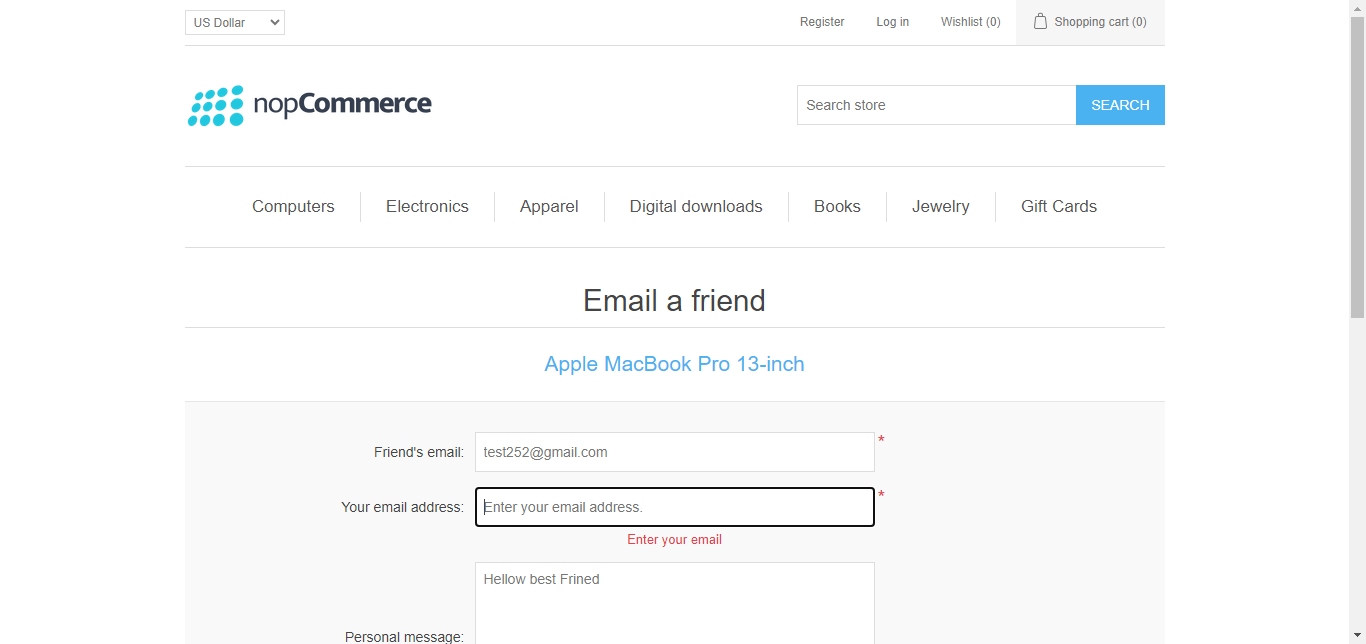 US Dollar
Register
Log in
Wishlist (0)
Shopping cart (0)
nopCommerce
Search store
SEARCH
Computers
Electronics
Apparel
Digital downloads
Books
Jewelry
Gift Cards
Email a friend
Apple MacBook Pro 13-inch
Friend's email:
test252@gmail.com
*
Your email address:
Enter your email address.
*
Enter your email
Hellow best Frined
Personal message: